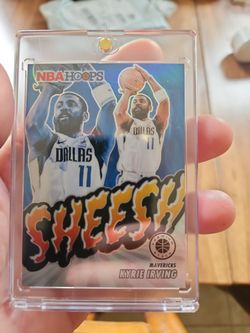 NBA HOOPS
DALLAS
11
DALLAS
11
SHEESH
MAVERICKS
KYRIE IRVING